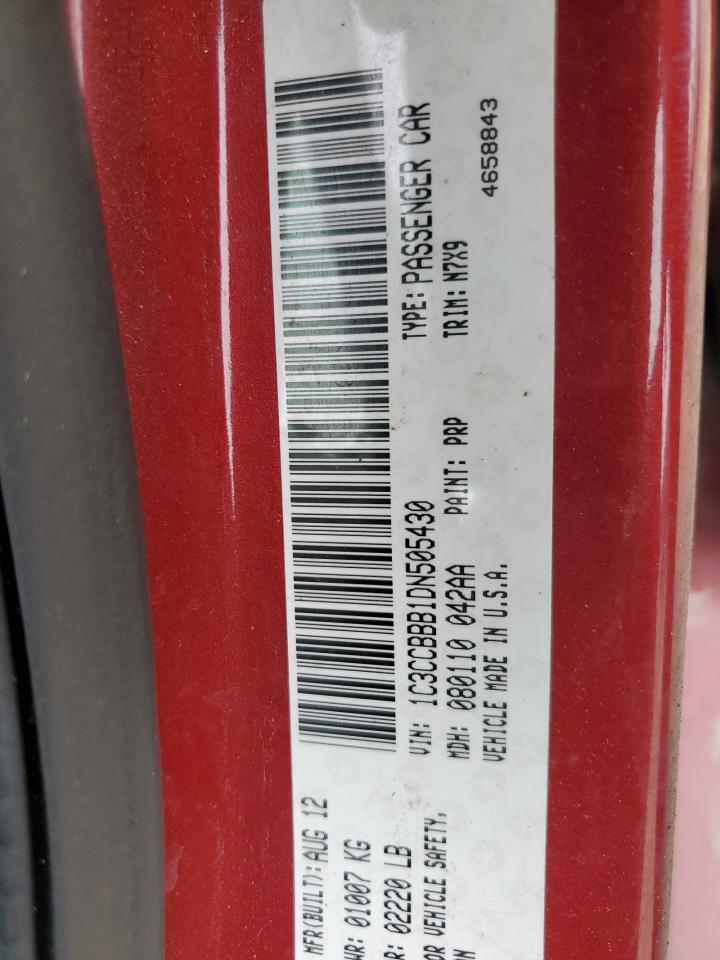 MFR(BUILT): AUG 12
01007 KG
02220 LB
VEHICLE SAFETY,
VIN: 1C3CCBBB1DN505430
TYPE: PASSENGER CAR
MDH: 080110 042AA
PAINT: PRP
TRIM: N7X9
VEHICLE MADE IN U.S.A.
4658843